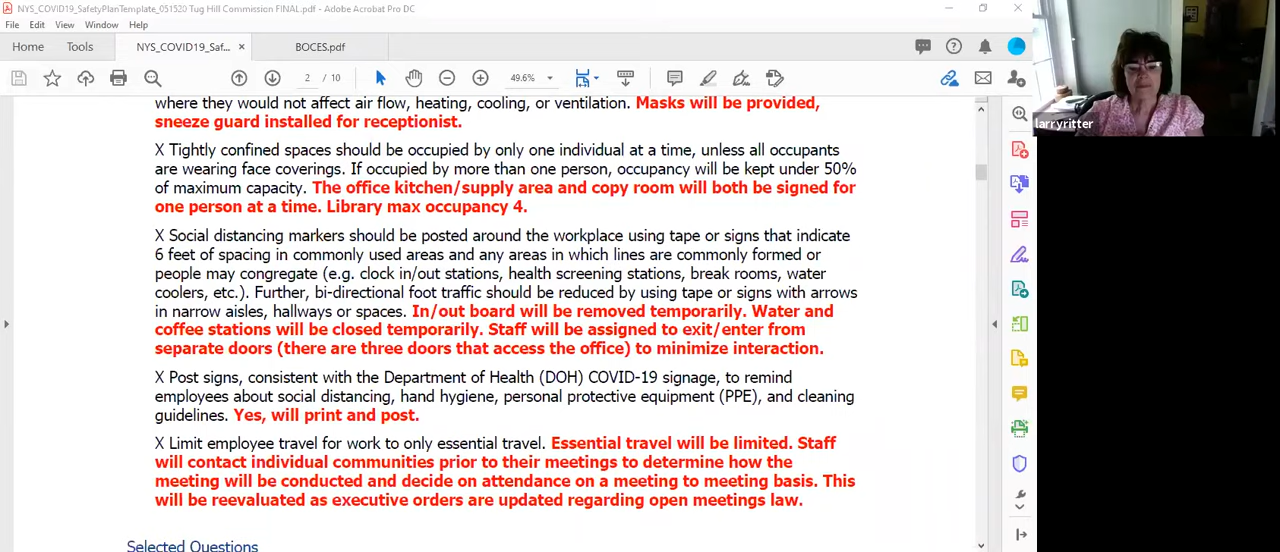 NYS_COVID19_SafetyPlanTemplate_051520 Tug Hill Commission FINAL.pdf - Adobe Acrobat Pro DC
File Edit View Window Help
Home Tools NYS_COVID19_Saf... × BOCES.pdf
2 / 10 49.6%
where they would not affect air flow, heating, cooling, or ventilation. Masks will be provided,
sneeze guard installed for receptionist.
X Tightly confined spaces should be occupied by only one individual at a time, unless all occupants
are wearing face coverings. If occupied by more than one person, occupancy will be kept under 50%
of maximum capacity. The office kitchen/supply area and copy room will both be signed for
one person at a time. Library max occupancy 4.
X Social distancing markers should be posted around the workplace using tape or signs that indicate
6 feet of spacing in commonly used areas and any areas in which lines are commonly formed or
people may congregate (e.g. clock in/out stations, health screening stations, break rooms, water
coolers, etc.). Further, bi-directional foot traffic should be reduced by using tape or signs with arrows
in narrow aisles, hallways or spaces. In/out board will be removed temporarily. Water and
coffee stations will be closed temporarily. Staff will be assigned to exit/enter from
separate doors (there are three doors that access the office) to minimize interaction.
X Post signs, consistent with the Department of Health (DOH) COVID-19 signage, to remind
employees about social distancing, hand hygiene, personal protective equipment (PPE), and cleaning
guidelines. Yes, will print and post.
X Limit employee travel for work to only essential travel. Essential travel will be limited. Staff
will contact individual communities prior to their meetings to determine how the
meeting will be conducted and decide on attendance on a meeting to meeting basis. This
will be reevaluated as executive orders are updated regarding open meetings law.
Selected Questions
larryritter